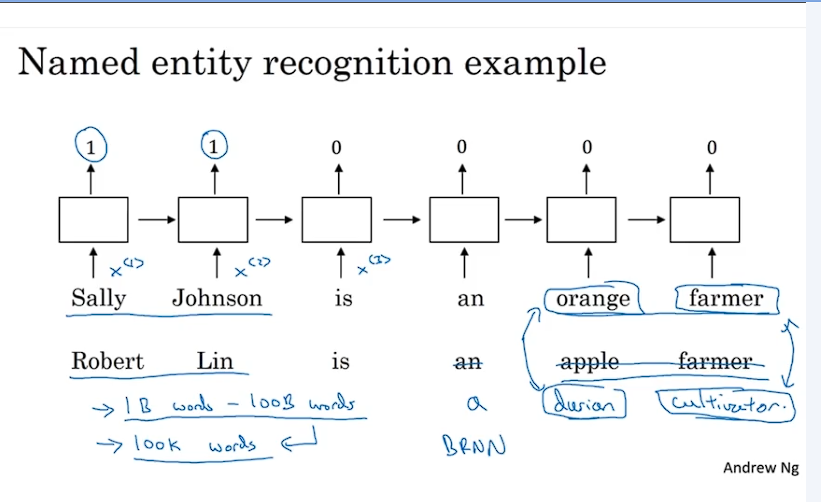 Named entity recognition example
1 1 0 0 0 0
x<1> x<2> x<3>
Sally Johnson is an orange farmer
Robert Lin is an apple farmer
→ 1B words - 100B words a durian cultivator.
→ 100K words BRNN
Andrew Ng